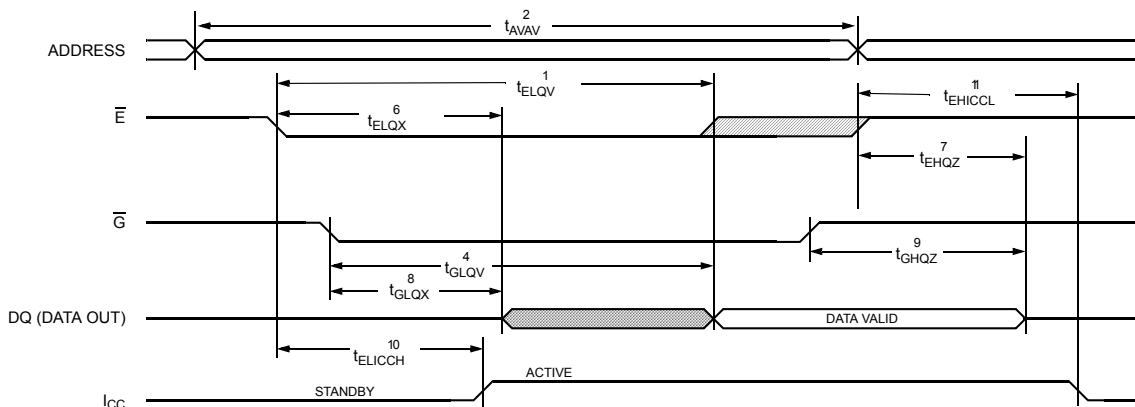 2
tAVAV
ADDRESS
1
tELQV
11
tEHICCL
6
tELQX
E
7
tEHQZ
G
9
tGHQZ
4
tGLQV
8
tGLQX
DQ (DATA OUT)
DATA VALID
10
tELICCH
ACTIVE
STANDBY
ICC